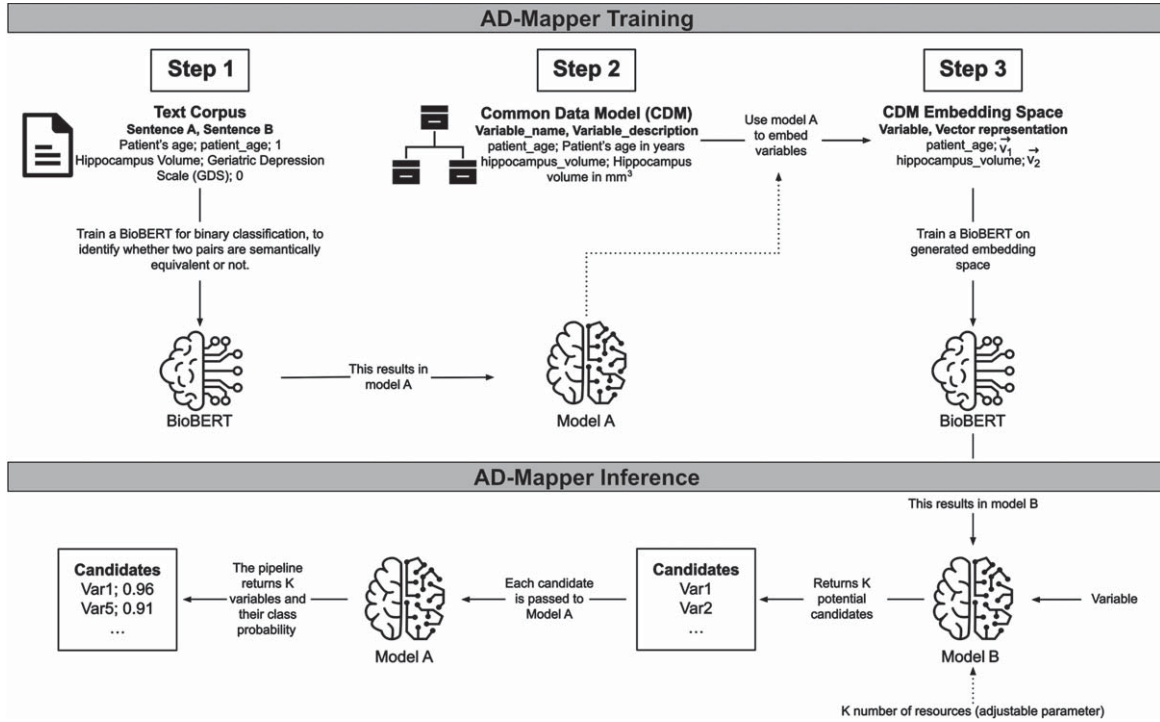 AD-Mapper Training
Step 1
Text Corpus
Sentence A, Sentence B
Patient's age; patient_age; 1
Hippocampus Volume; Geriatric Depression
Scale (GDS); 0
Train a BioBERT for binary classification, to
identify whether two pairs are semantically
equivalent or not.
BioBERT
This results in
model A
Step 2
Common Data Model (CDM)
Variable_name, Variable_description
patient_age; Patient's age in years
hippocampus_volume; Hippocampus
volume in mm³
Model A
Use model A
to embed
variables
Step 3
CDM Embedding Space
Variable, Vector representation
patient_age; v₁
hippocampus_volume; v₂
Train a BioBERT on
generated embedding
space
BioBERT
AD-Mapper Inference
This results in model B
Variable
Model B
K number of resources (adjustable parameter)
Returns K
potential
candidates
Candidates
Var1
Var2
...
Each candidate
is passed to
Model A
Model A
The pipeline
returns K
variables and
their class
probability
Candidates
Var1; 0.96
Var5; 0.91
...